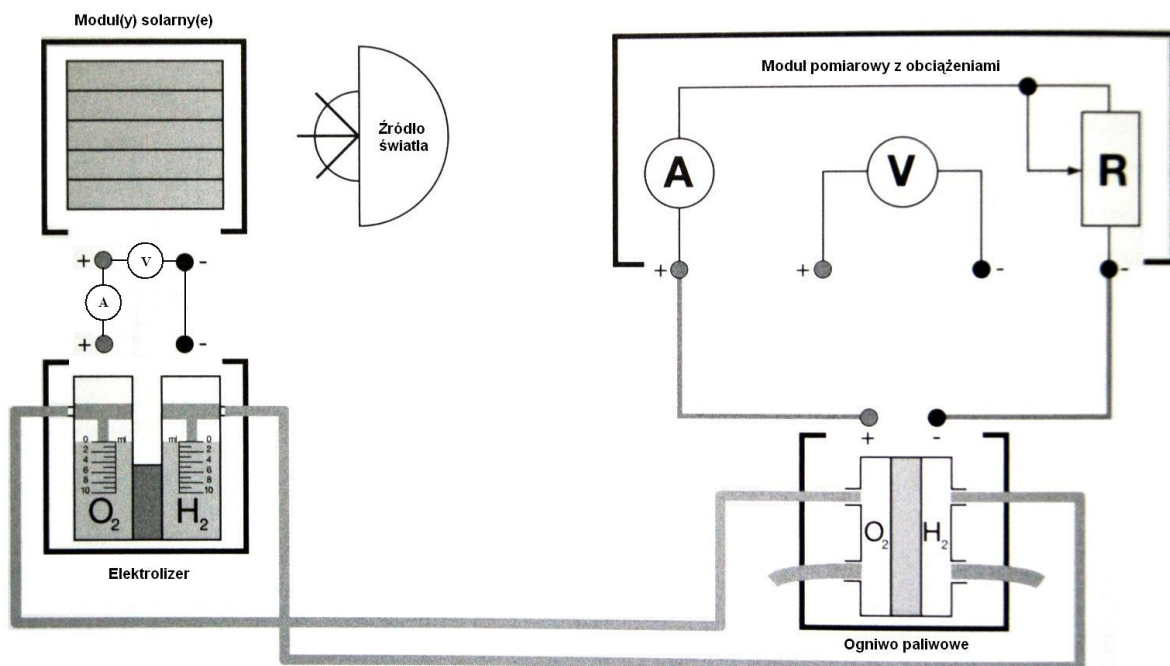 Moduł(y) solarny(e)
Źródło
światła
Moduł pomiarowy z obciążeniami
A
V
R
+
-
+
-
+ V -
A
+ -
0 ml ml 0
2 2
4 4
6 6
8 8
10 10
O2 H2
Elektrolizer
+ -
O2 H2
Ogniwo paliwowe